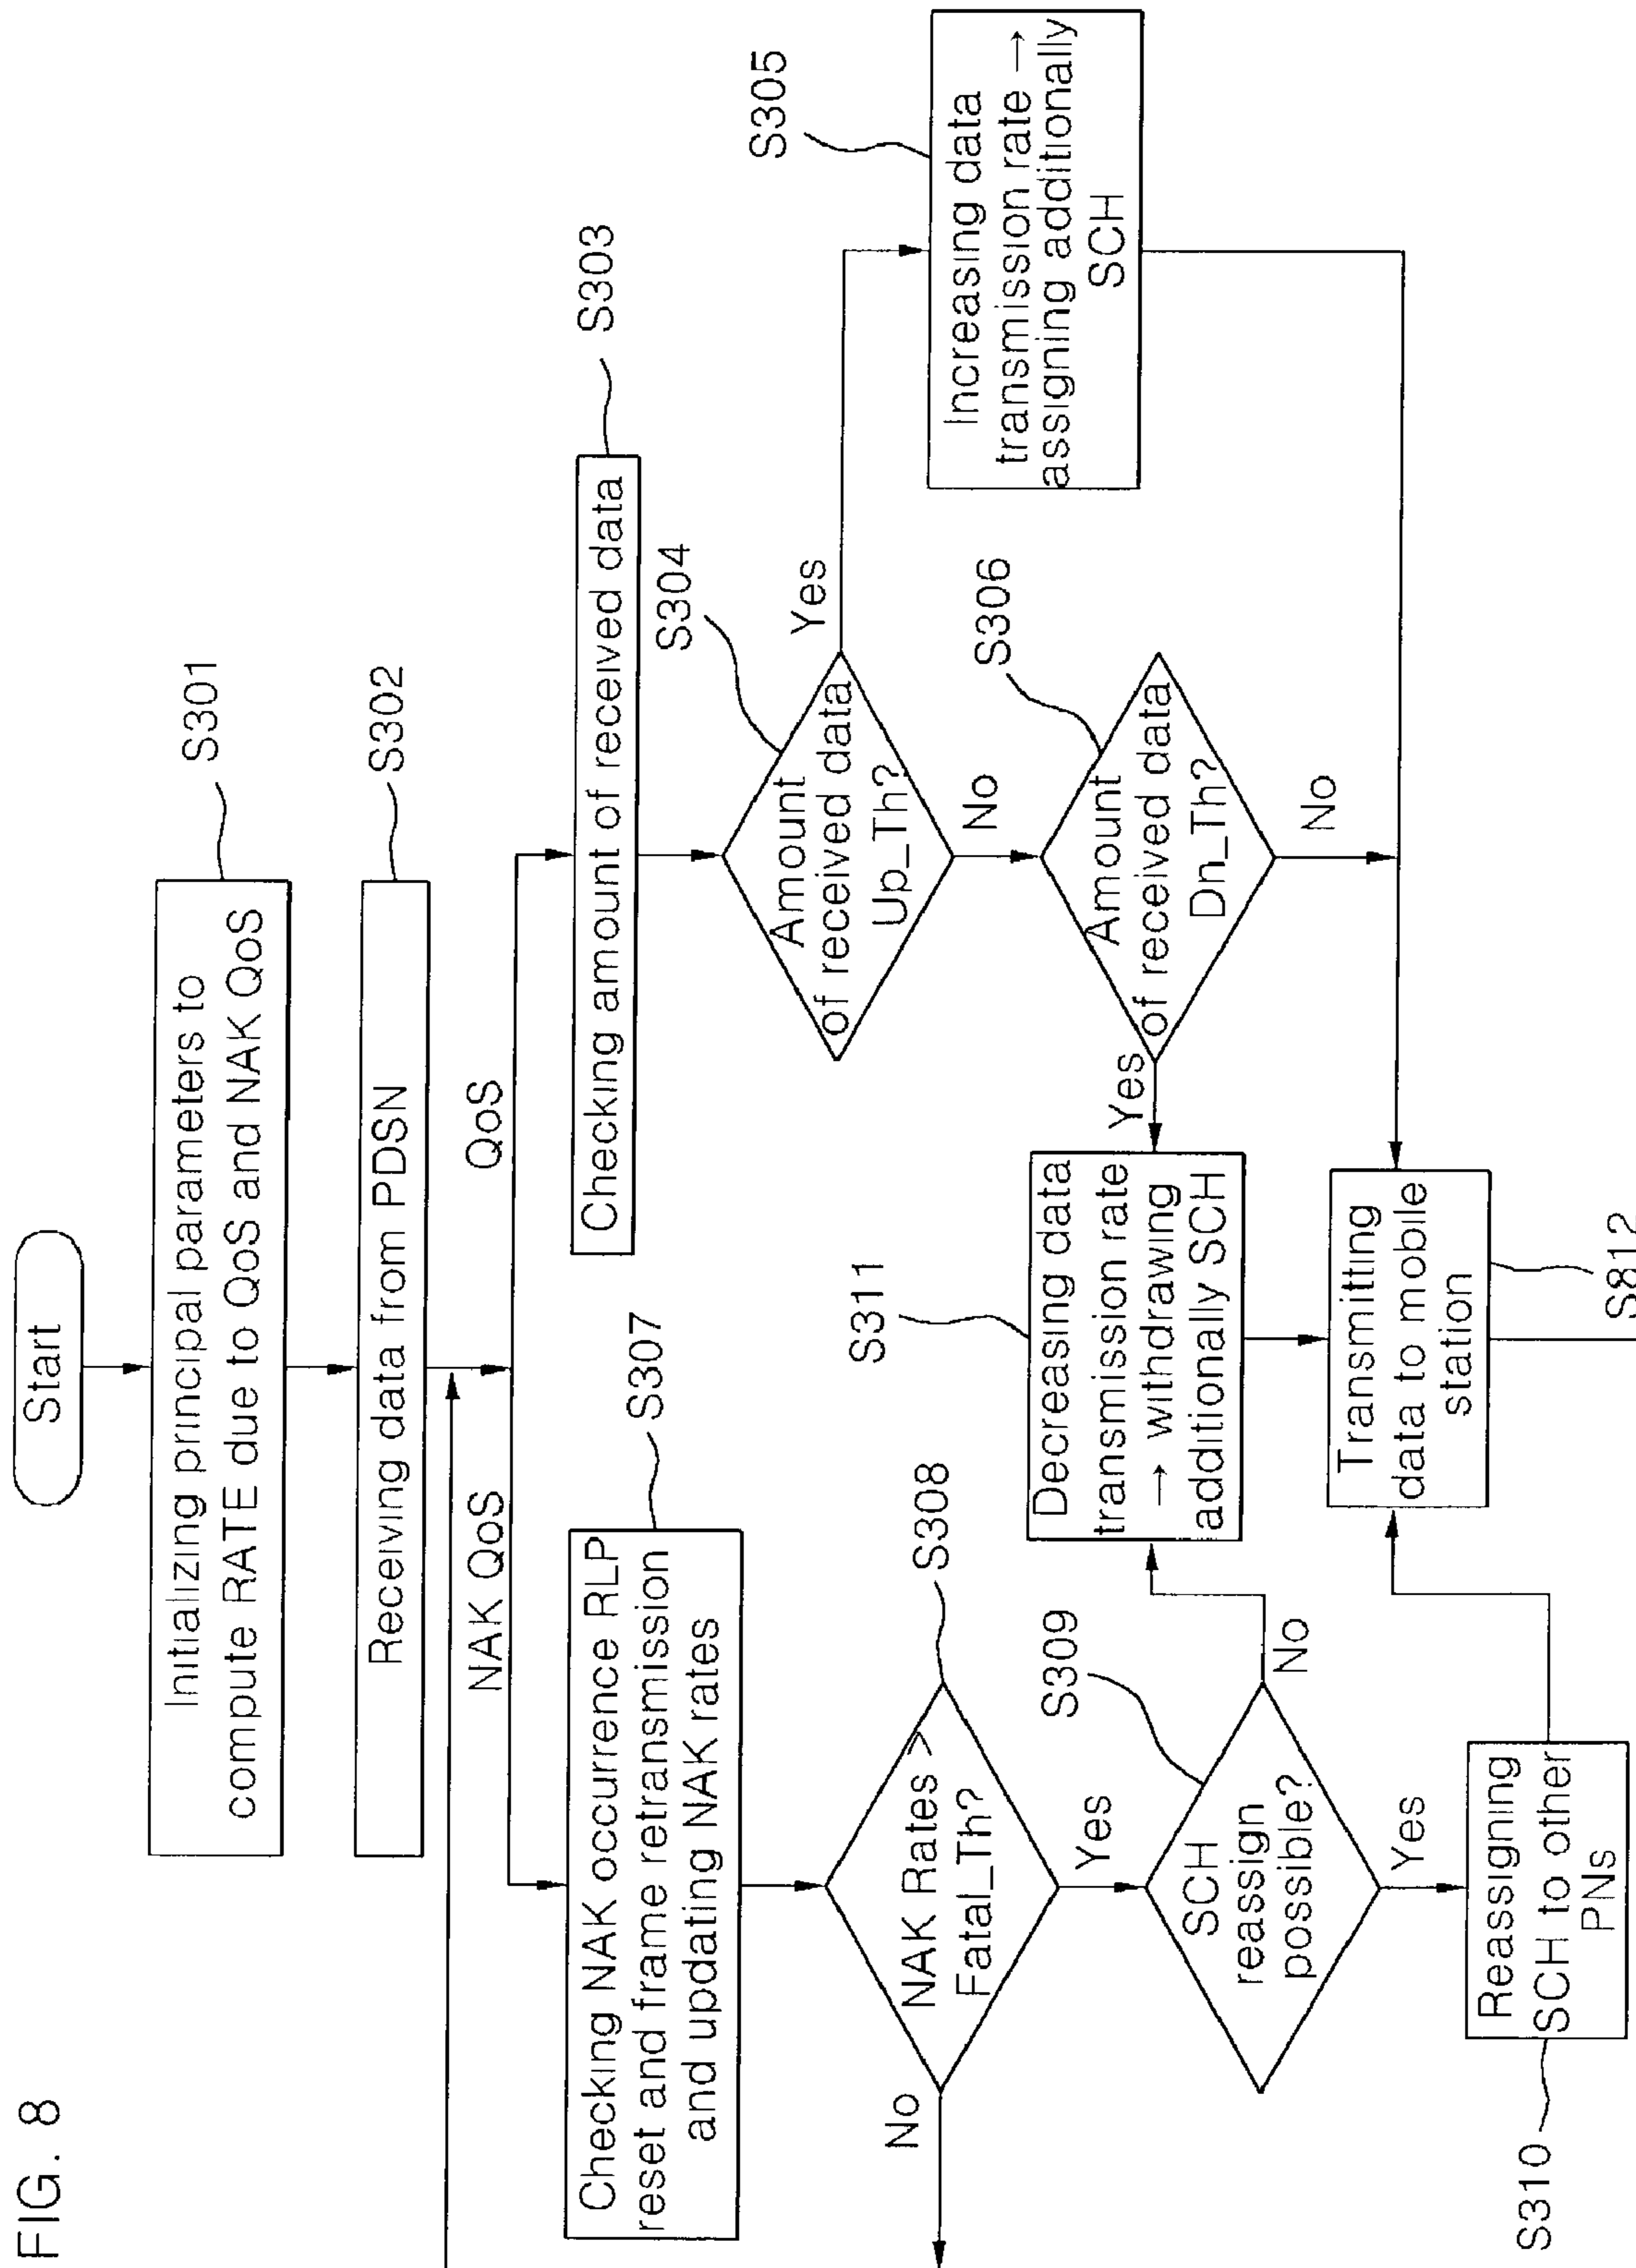 FIG. 8
Start
Initializing principal parameters to
compute RATE due to QoS and NAK QoS
S301
Receiving data from PDSN
S302
NAK QoS
QoS
Checking NAK occurrence RLP
reset and frame retransmission
and updating NAK rates
S307
Checking amount of received data
S303
NAK Rates >
Fatal_Th?
S308
No
Yes
Amount
of received data
Up_Th?
S304
Yes
No
Increasing data
transmission rate →
assigning additionally
SCH
S305
SCH
reassign
possible?
S309
No
Yes
Decreasing data
transmission rate
→ withdrawing
additionally SCH
S311
Yes
Amount
of received data
Dn_Th?
S306
No
Reassigning
SCH to other
PNs
S310
Transmitting
data to mobile
station
S812